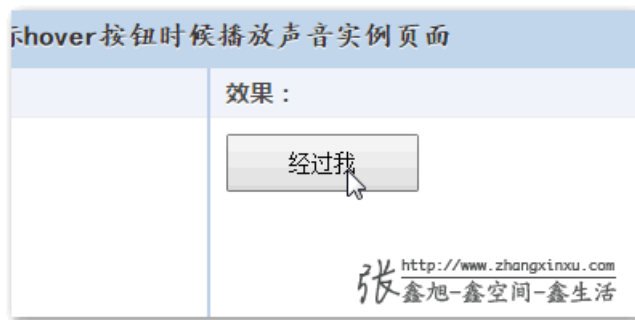 hover按钮时候播放声音实例页面
效果：
经过我
张
http://www.zhangxinxu.com
鑫旭-鑫空间-鑫生活